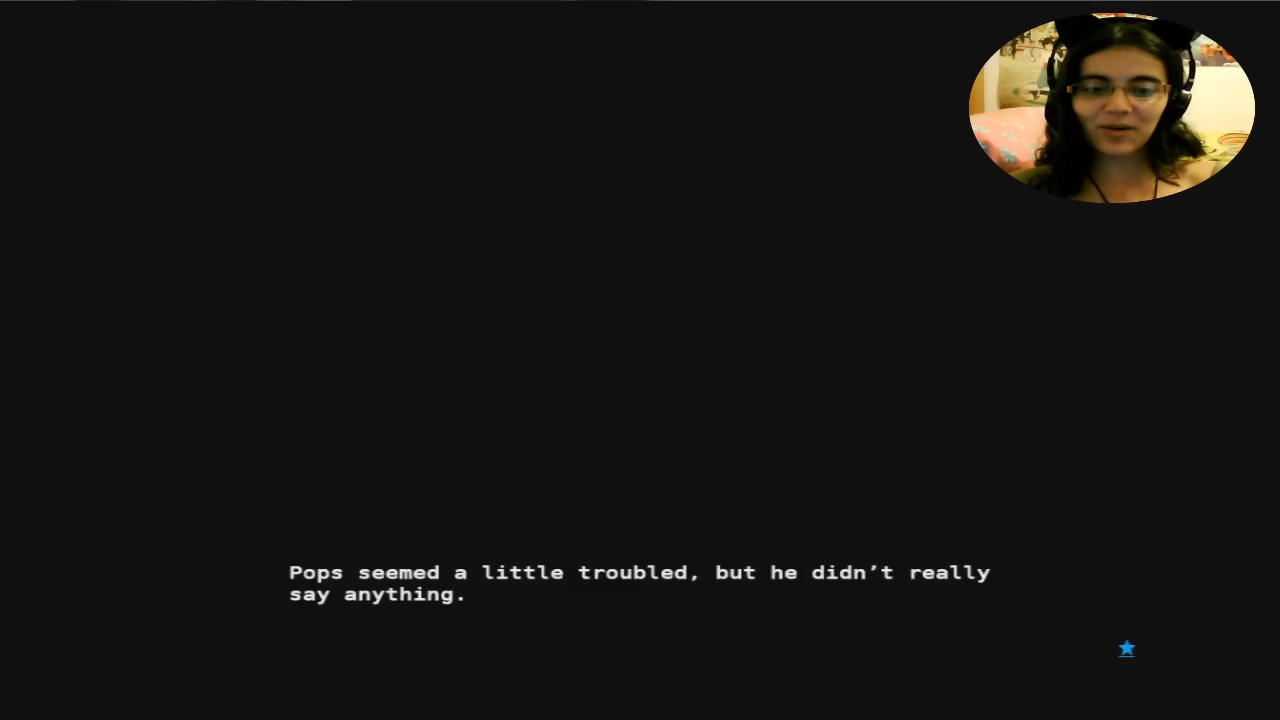 Pops seemed a little troubled, but he didn’t really
say anything.